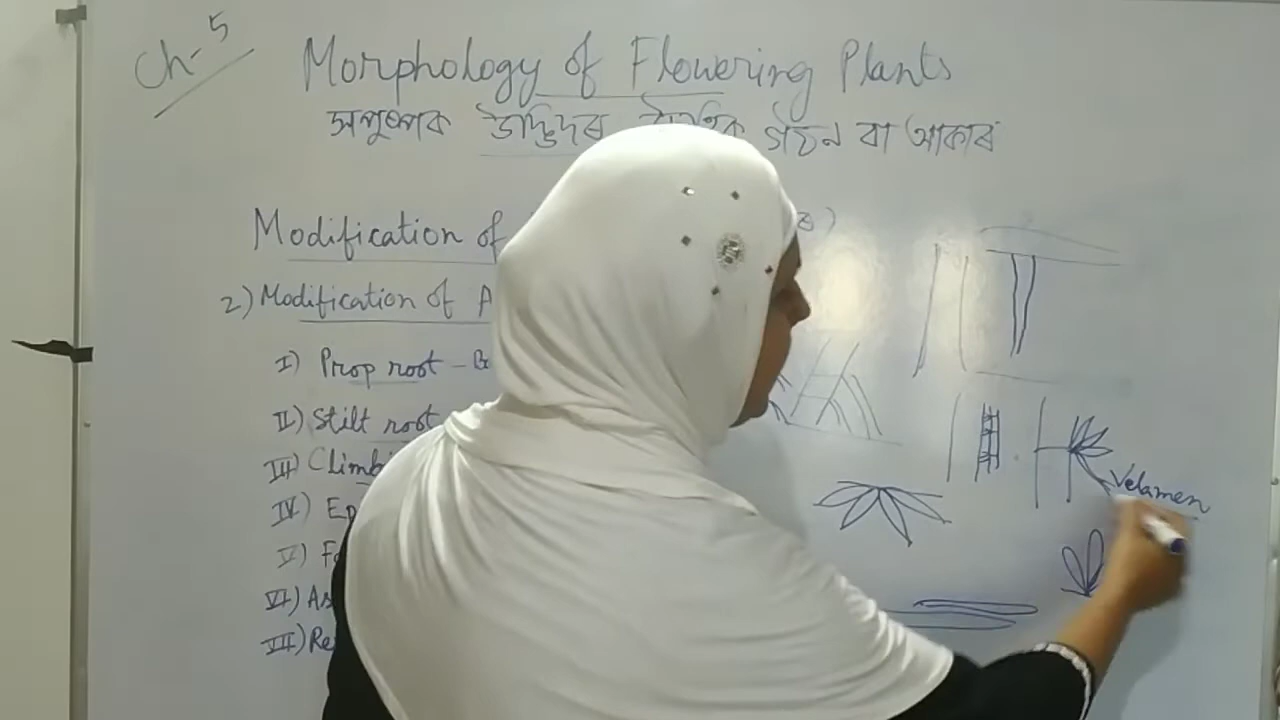 Ch-5
Morphology of Flowering Plants
সপুষ্পক উদ্ভিদৰ গঠন বা আকাৰ
Modification of
2) Modification of A
I) Prop root -
II) Stilt root
III) Climbi
IV) Ep
V) Fo
VI) As
VII) Re
Velamen